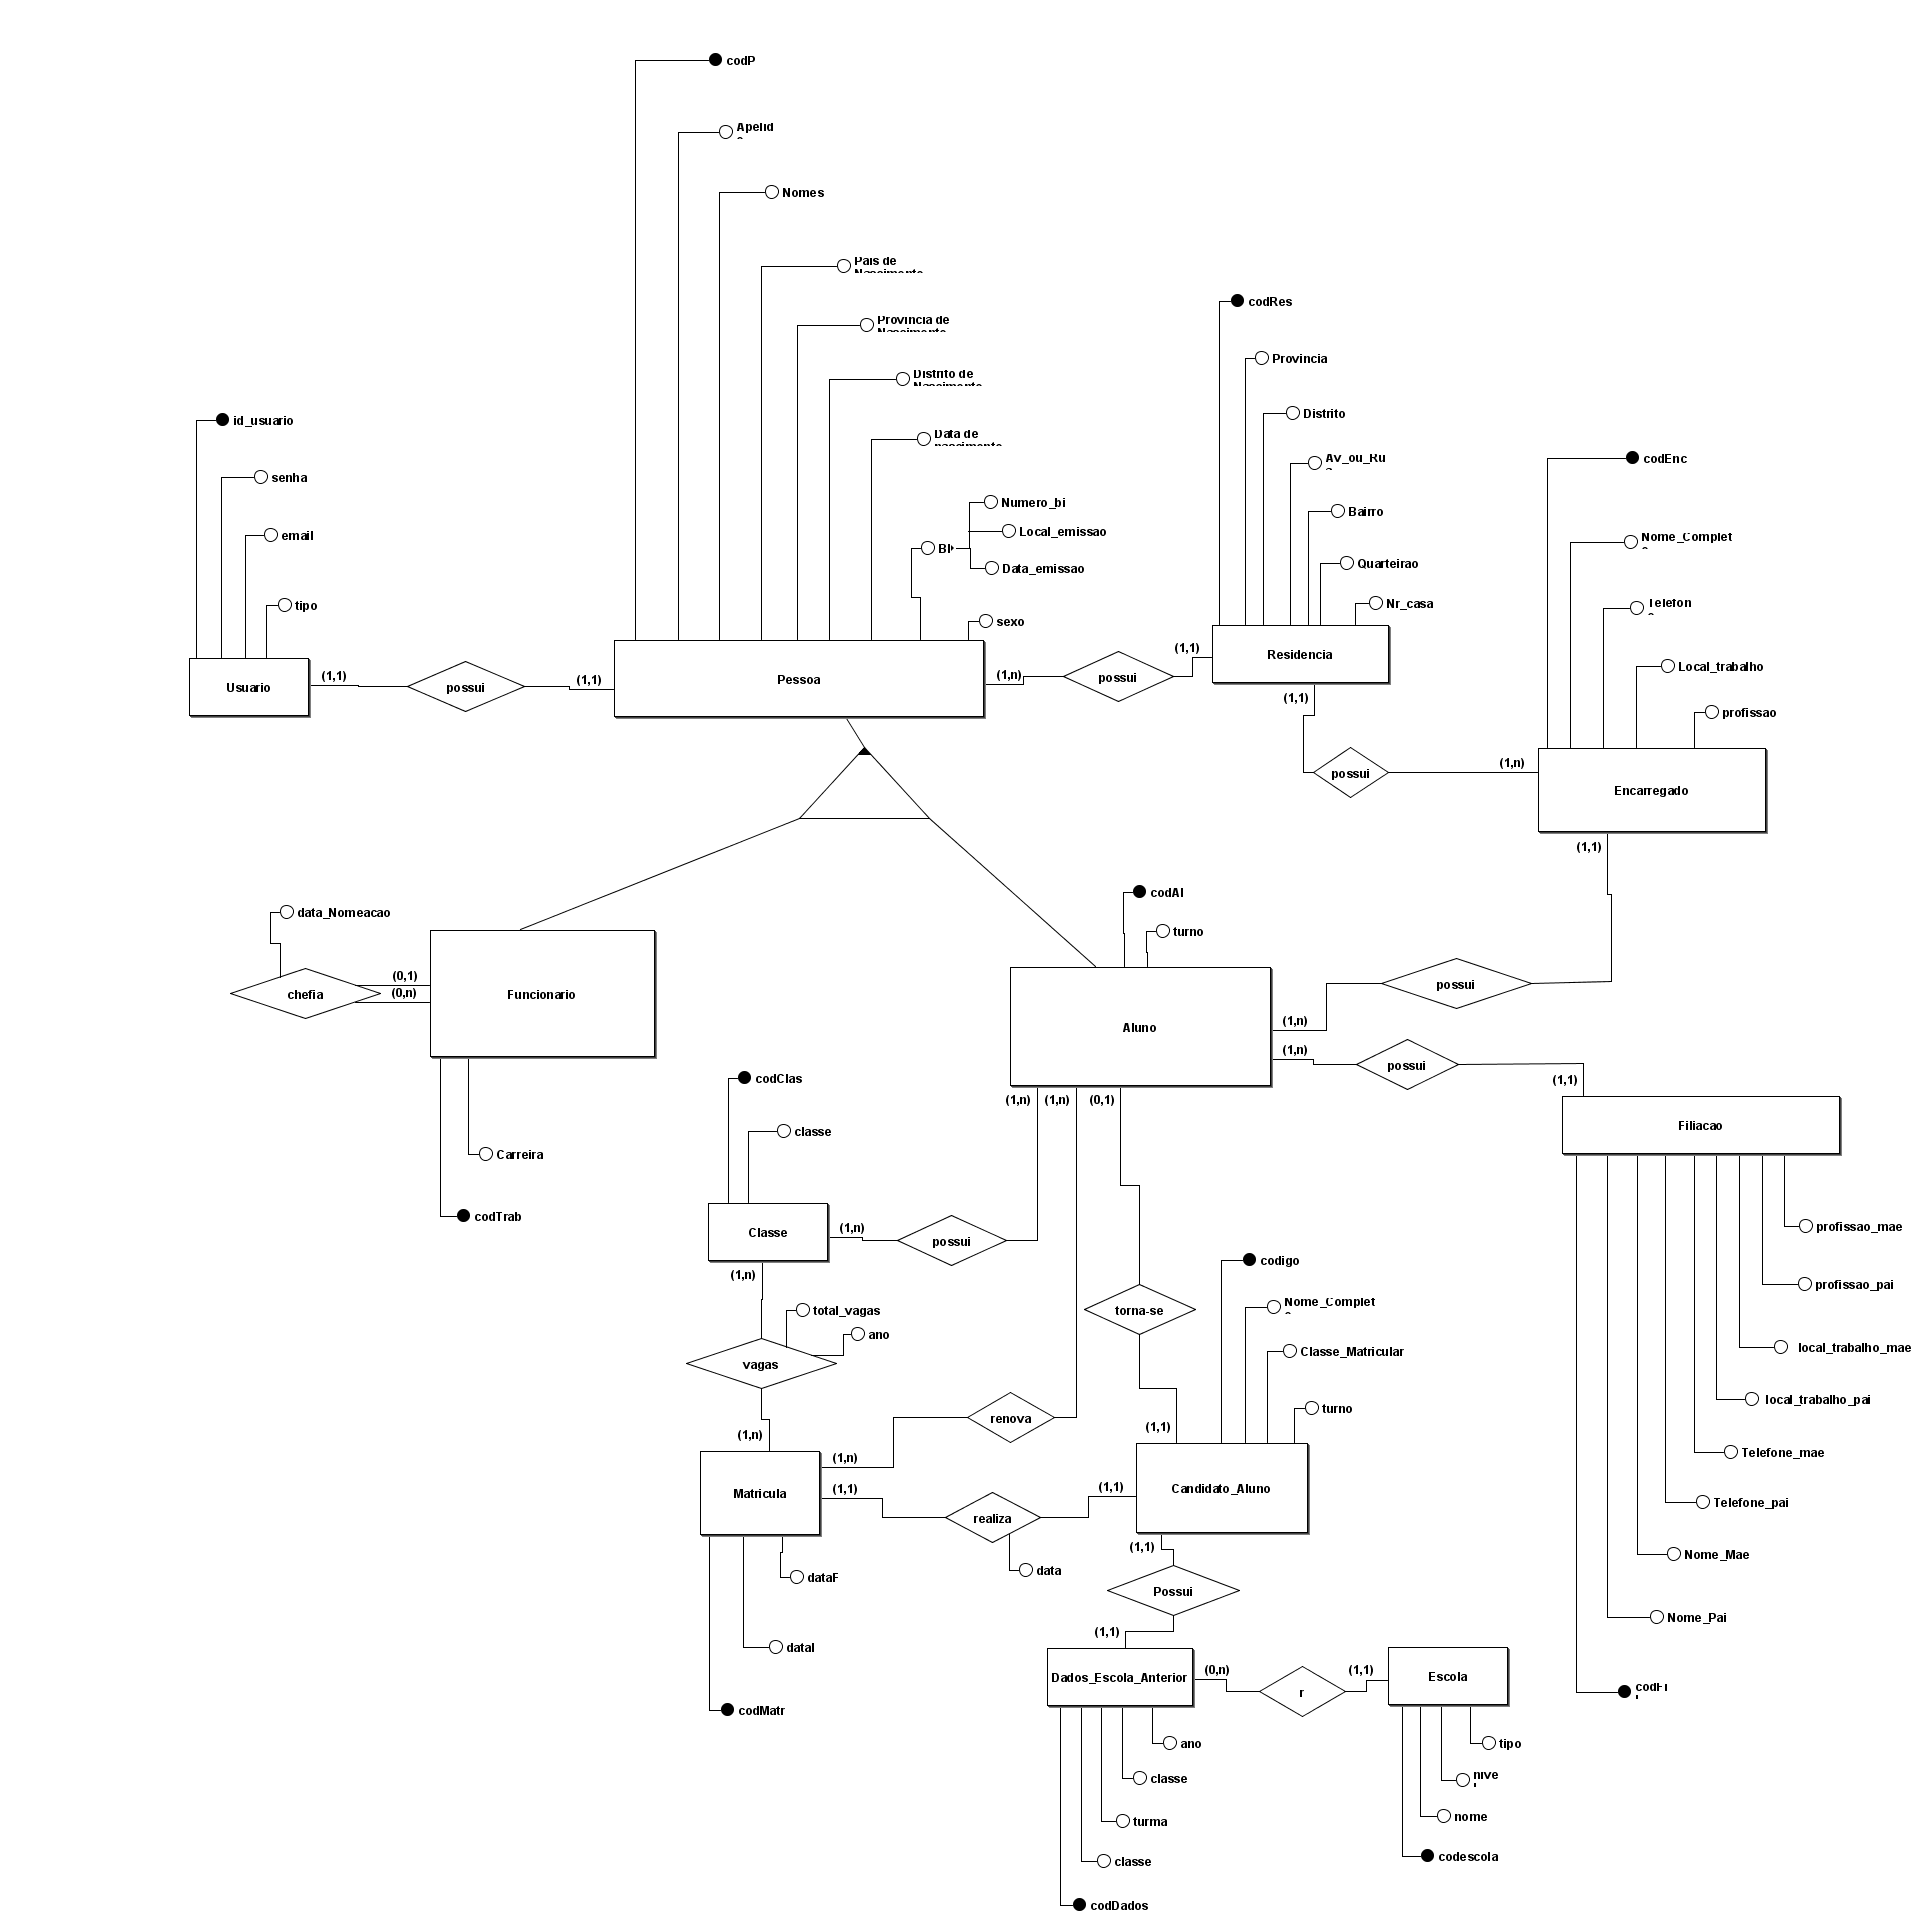 codP
Apelid
Nomes
Pais de
Nascimento
codRes
Provincia de
Nascimento
Provincia
Distrito de
Nascimento
Distrito
id_usuario
Data de
nascimento
Av_ou_Ru
codEnc
senha
Numero_bi
Bairro
email
Local_emissao
Nome_Complet
BI
Data_emissao
Quarteirao
tipo
Nr_casa
Telefon
sexo
(1,1)
Residencia
Local_trabalho
Usuario
(1,1)
possui
(1,1)
Pessoa
(1,n)
possui
(1,1)
profissao
possui
(1,n)
Encarregado
(1,1)
codAl
data_Nomeacao
turno
(0,1)
chefia
(0,n)
Funcionario
possui
Aluno
(1,n)
(1,n)
possui
codClas
(1,1)
(1,n)
(1,n)
(0,1)
classe
Filiacao
Carreira
codTrab
Classe
(1,n)
possui
profissao_mae
(1,n)
codigo
profissao_pai
total_vagas
torna-se
Nome_Complet
ano
vagas
Classe_Matricular
local_trabalho_mae
turno
local_trabalho_pai
renova
(1,n)
(1,1)
(1,n)
Telefone_mae
(1,1)
(1,1)
Matricula
Candidato_Aluno
Telefone_pai
realiza
(1,1)
Nome_Mae
dataF
data
Possui
Nome_Pai
(1,1)
dataI
Dados_Escola_Anterior
(0,n)
r
(1,1)
Escola
codFi
codMatr
ano
tipo
classe
nive
turma
nome
classe
codescola
codDados